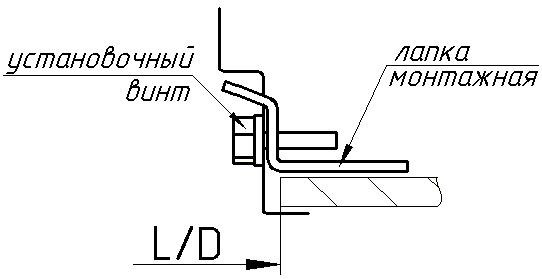 установочный
винт
лапка
монтажная
L/D